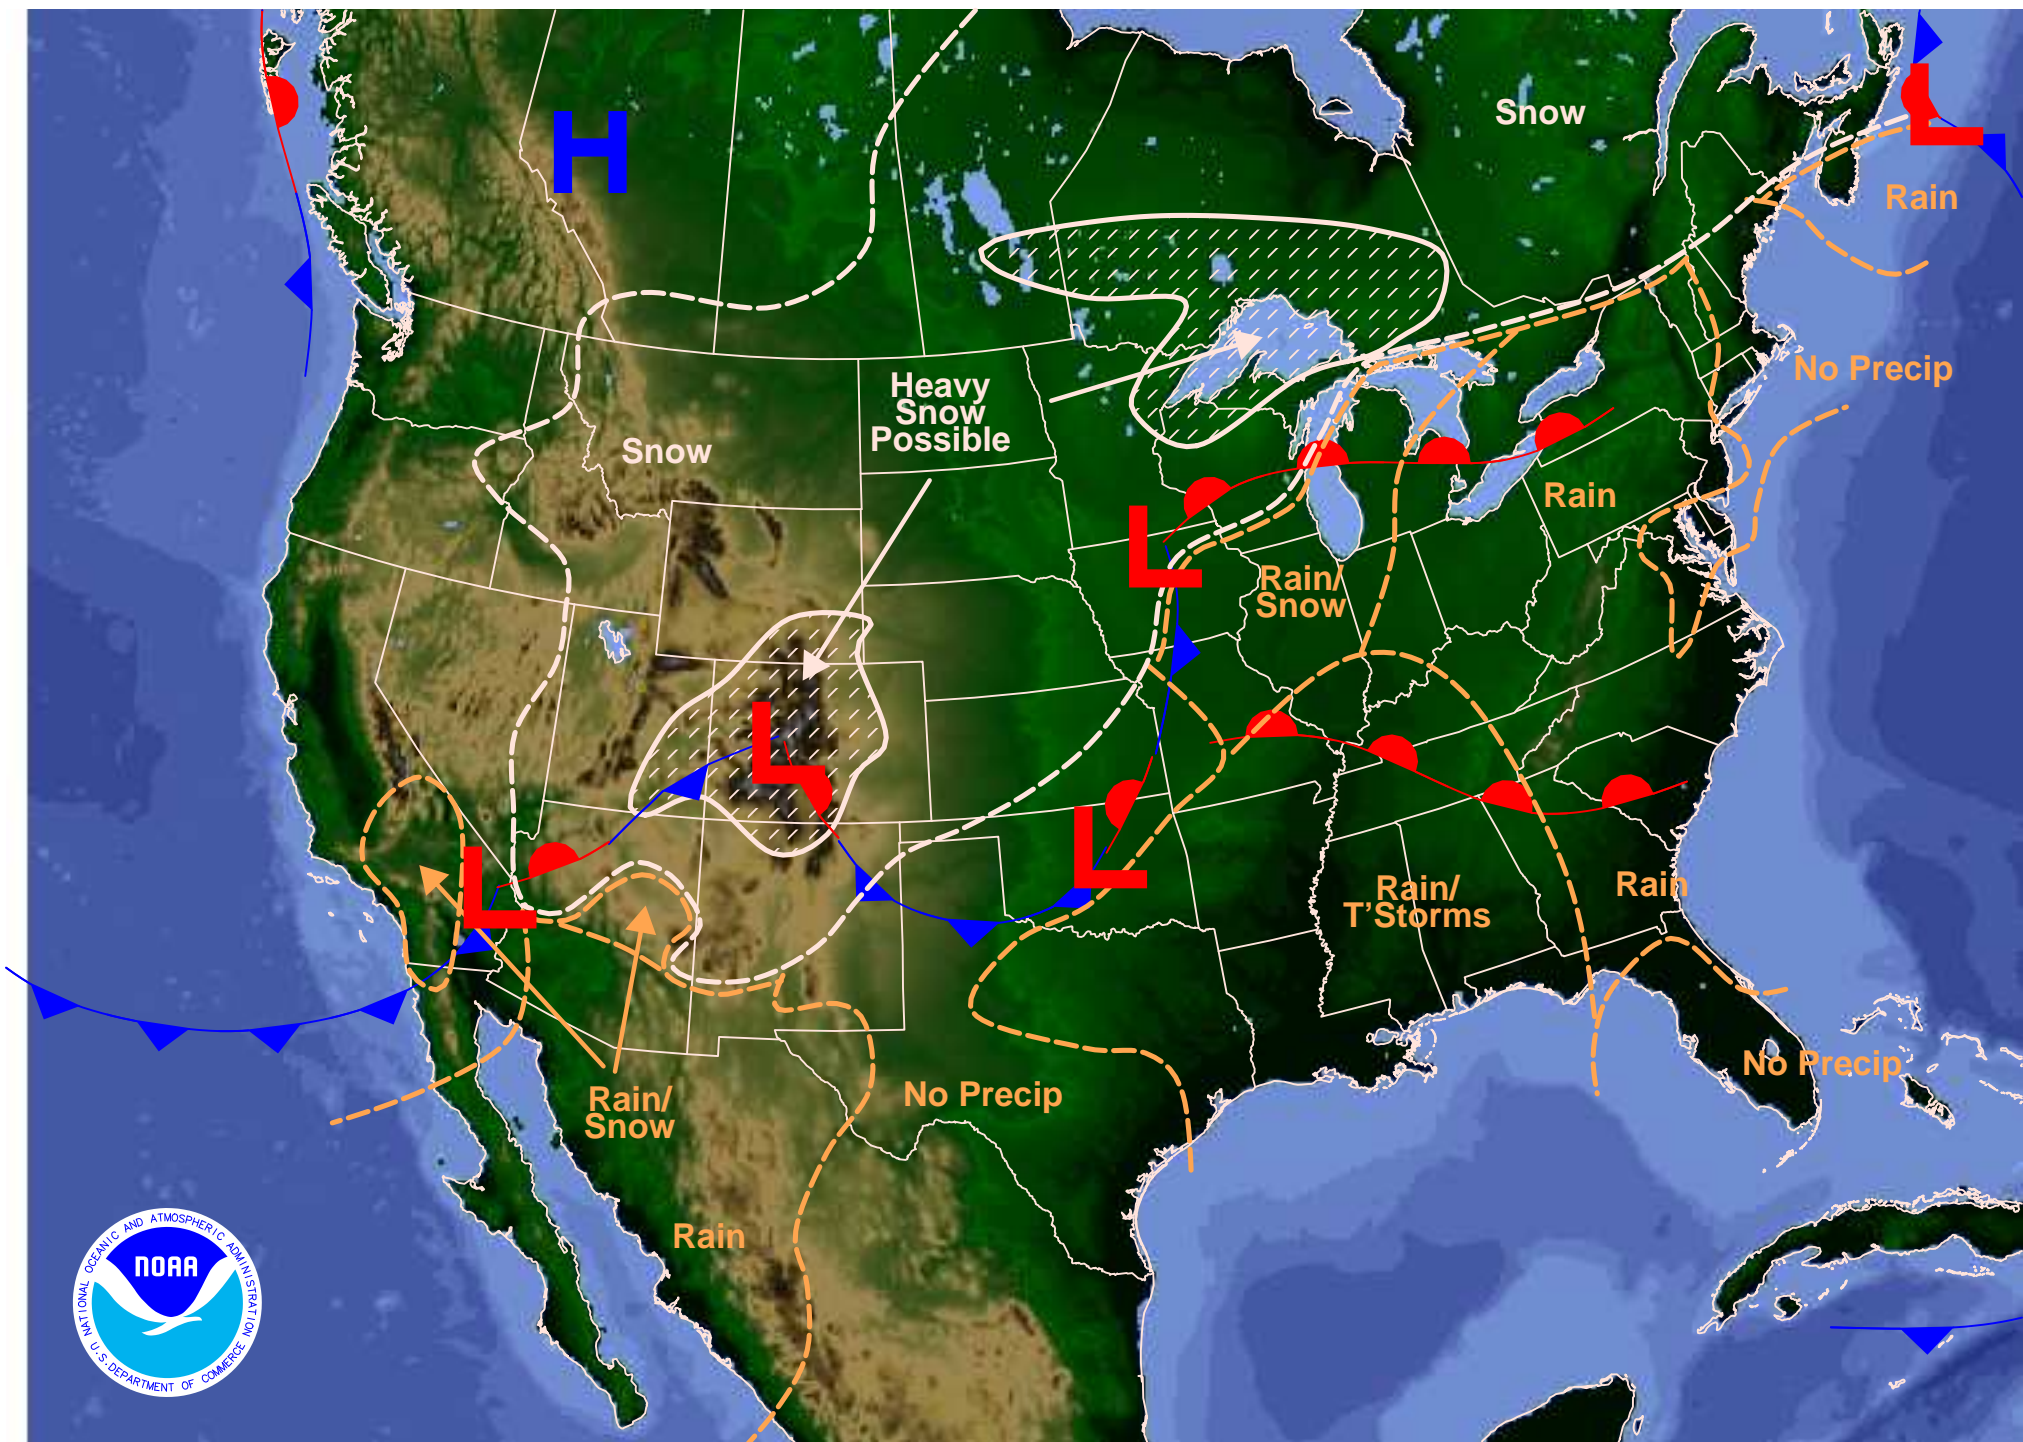 H
L
Snow
Rain
No Precip
Heavy
Snow
Possible
Snow
Rain
L
Rain/
Snow
L
L
L
Rain/
T'Storms
Rain
Rain/
Snow
No Precip
No Precip
Rain
NATIONAL OCEANIC AND ATMOSPHERIC ADMINISTRATION
NOAA
U.S. DEPARTMENT OF COMMERCE